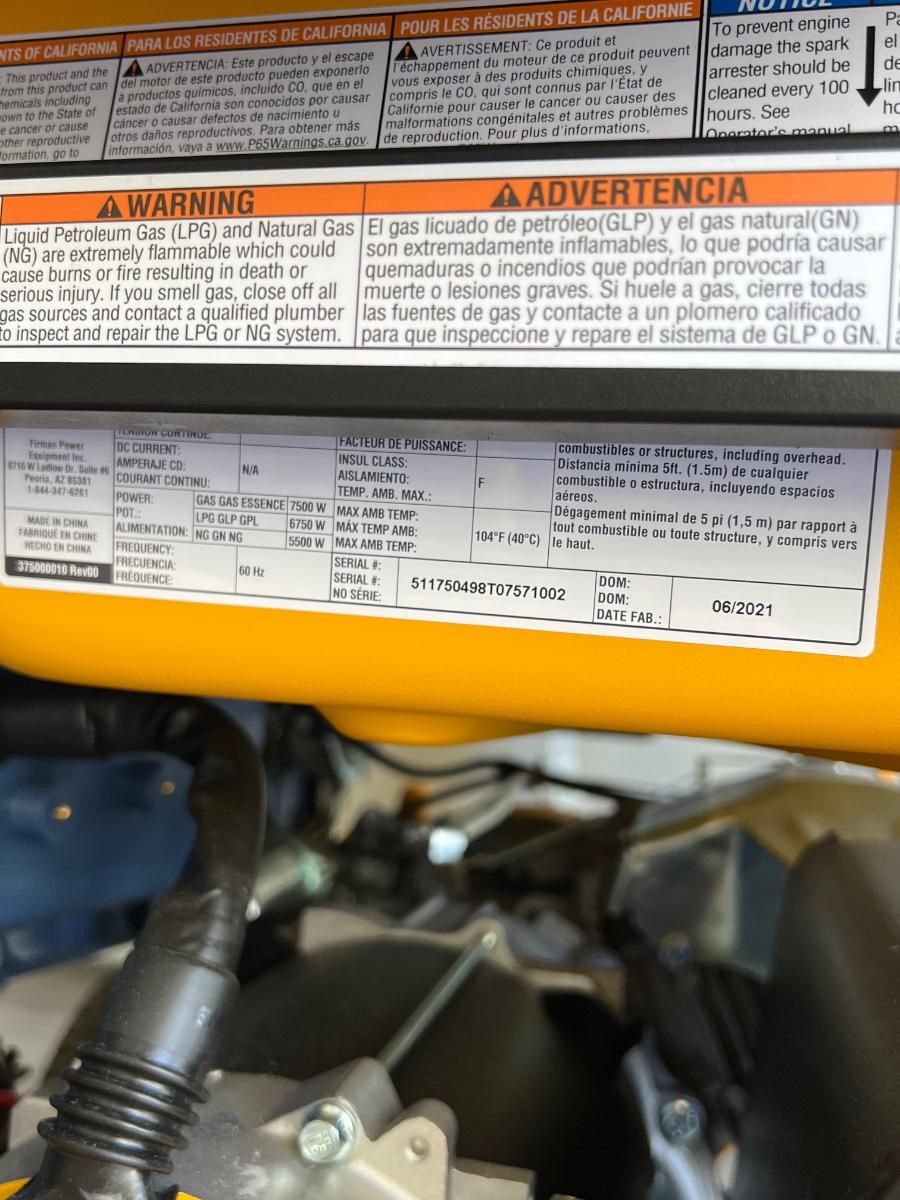 NTS OF CALIFORNIA
: This product and the
from this product can
hemicals including
own to the State of
e cancer or cause
other reproductive
formation, go to
PARA LOS RESIDENTES DE CALIFORNIA
ADVERTENCIA: Este producto y el escape
del motor de este producto pueden exponerlo
a productos químicos, incluido CO, que en el
estado de California son conocidos por causar
cáncer o causar defectos de nacimiento u
otros daños reproductivos. Para obtener más
información, vaya a www.P65Warnings.ca.gov.
POUR LES RÉSIDENTS DE LA CALIFORNIE
AVERTISSEMENT: Ce produit et
l'échappement du moteur de ce produit peuvent
vous exposer à des produits chimiques, y
compris le CO, qui sont connus par l'État de
Californie pour causer le cancer ou causer des
malformations congénitales et autres problèmes
de reproduction. Pour plus d'informations,
NOTICE
To prevent engine
damage the spark
arrester should be
cleaned every 100
hours. See
Operator's manual
Pa
el
de
lin
ho
m
WARNING
Liquid Petroleum Gas (LPG) and Natural Gas
(NG) are extremely flammable which could
cause burns or fire resulting in death or
serious injury. If you smell gas, close off all
gas sources and contact a qualified plumber
to inspect and repair the LPG or NG system.
ADVERTENCIA
El gas licuado de petróleo(GLP) y el gas natural(GN)
son extremadamente inflamables, lo que podría causar
quemaduras o incendios que podrían provocar la
muerte o lesiones graves. Si huele a gas, cierre todas
las fuentes de gas y contacte a un plomero calificado
para que inspeccione y repare el sistema de GLP o GN.
Firman Power
Equipment Inc.
8716 W Ludlow Dr. Suite #6
Peoria, AZ 85381
1-844-347-6261
MADE IN CHINA
FABRIQUÉ EN CHINE
HECHO EN CHINA
375000010 Rev00
TENSION CONTINUE:
DC CURRENT:
AMPERAJE CD:
COURANT CONTINU:
N/A
POWER:
POT.:
ALIMENTATION:
GAS GAS ESSENCE 7500 W
LPG GLP GPL 6750 W
NG GN NG 5500 W
FREQUENCY:
FRECUENCIA:
FRÉQUENCE:
60 Hz
FACTEUR DE PUISSANCE:
INSUL CLASS:
AISLAMIENTO:
TEMP. AMB. MAX.:
F
MAX AMB TEMP:
MÁX TEMP AMB:
MAX AMB TEMP:
104°F (40°C)
SERIAL #:
SERIAL #:
NO SÉRIE:
511750498T07571002
DOM:
DOM:
DATE FAB.:
06/2021
combustibles or structures, including overhead.
Distancia mínima 5ft. (1.5m) de cualquier
combustible o estructura, incluyendo espacios
aéreos.
Dégagement minimal de 5 pi (1,5 m) par rapport à
tout combustible ou toute structure, y compris vers
le haut.